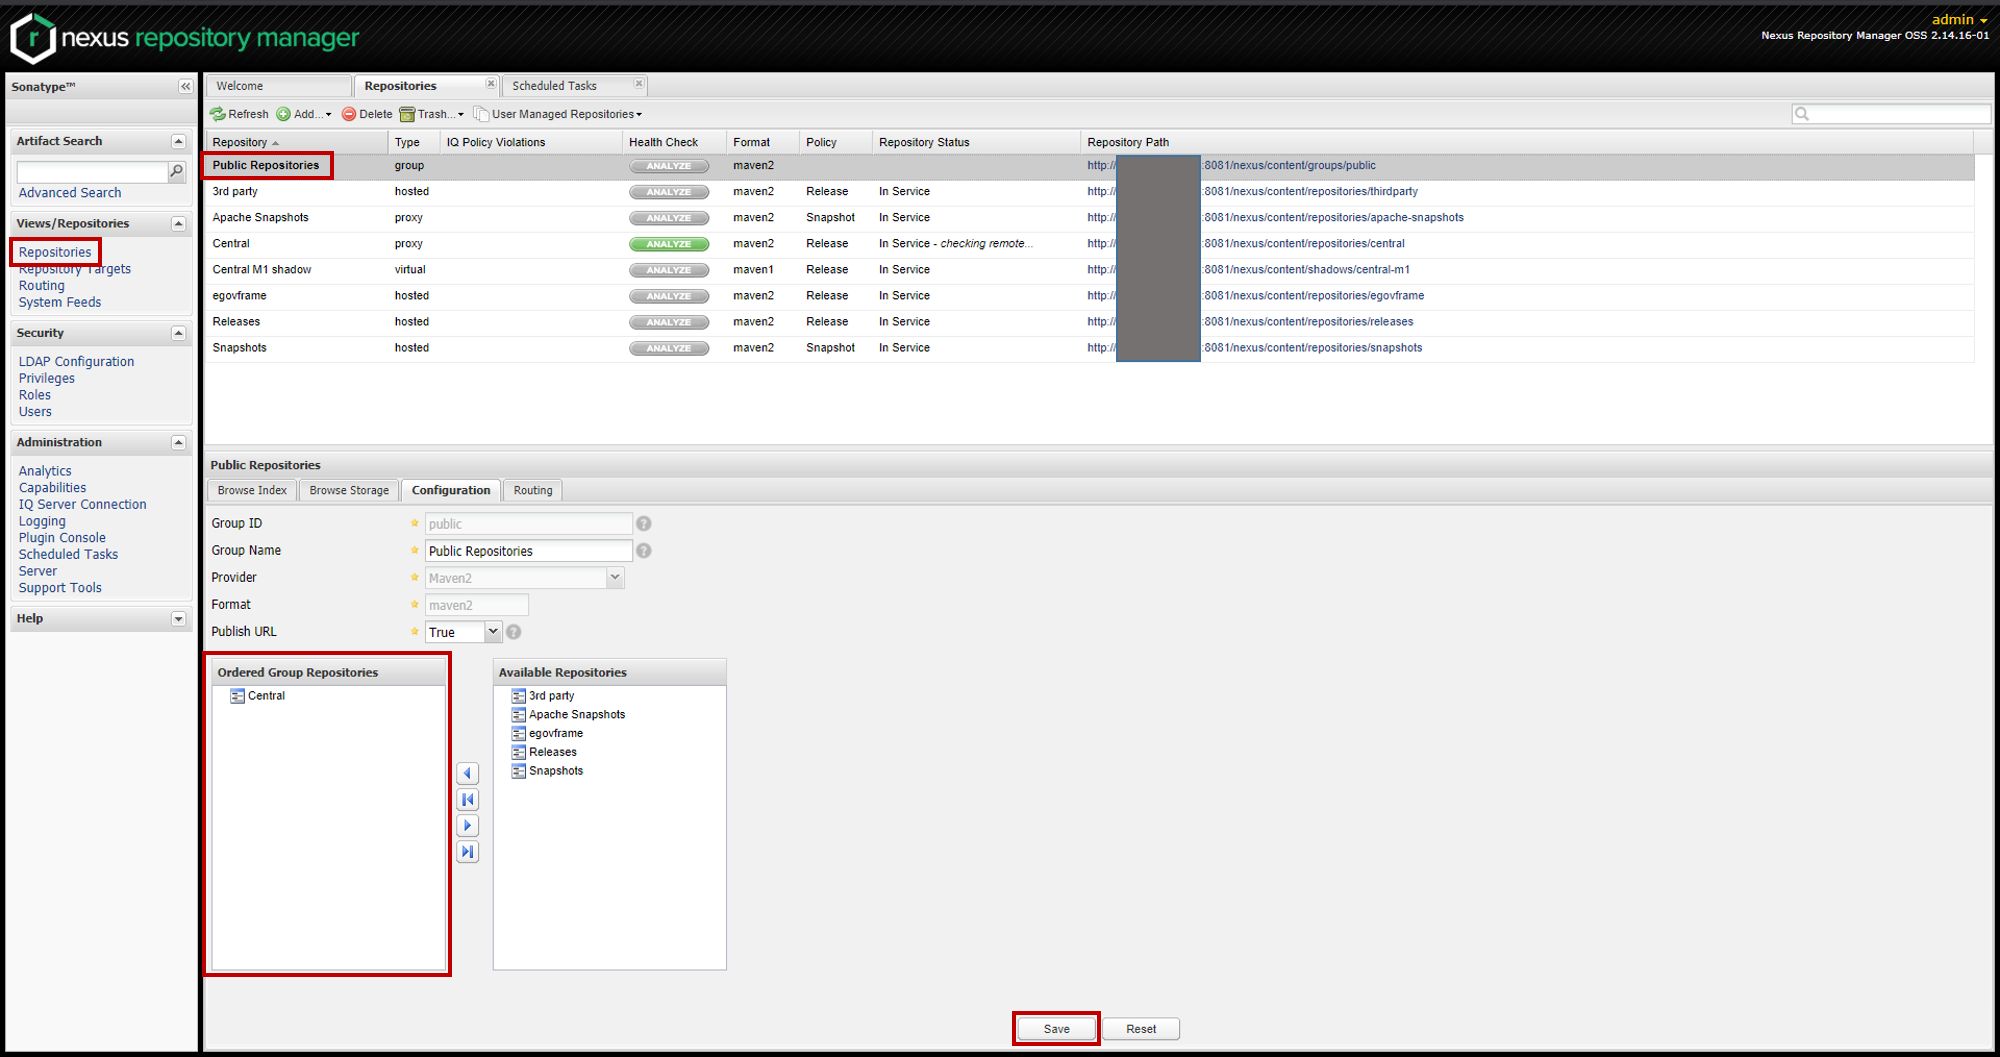 nexus repository manager
admin
Nexus Repository Manager OSS 2.14.16-01
Sonatype™
Artifact Search
Advanced Search
Views/Repositories
Repositories
Repository Targets
Routing
System Feeds
Security
LDAP Configuration
Privileges
Roles
Users
Administration
Analytics
Capabilities
IQ Server Connection
Logging
Plugin Console
Scheduled Tasks
Server
Support Tools
Help
Welcome Repositories Scheduled Tasks
Refresh Add... Delete Trash... User Managed Repositories
Repository Type IQ Policy Violations Health Check Format Policy Repository Status Repository Path
Public Repositories group ANALYZE maven2 http:// :8081/nexus/content/groups/public
3rd party hosted ANALYZE maven2 Release In Service http:// :8081/nexus/content/repositories/thirdparty
Apache Snapshots proxy ANALYZE maven2 Snapshot In Service http:// :8081/nexus/content/repositories/apache-snapshots
Central proxy ANALYZE maven2 Release In Service - checking remote... http:// :8081/nexus/content/repositories/central
Central M1 shadow virtual ANALYZE maven1 Release In Service http:// :8081/nexus/content/shadows/central-m1
egovframe hosted ANALYZE maven2 Release In Service http:// :8081/nexus/content/repositories/egovframe
Releases hosted ANALYZE maven2 Release In Service http:// :8081/nexus/content/repositories/releases
Snapshots hosted ANALYZE maven2 Snapshot In Service http:// :8081/nexus/content/repositories/snapshots
Public Repositories
Browse Index Browse Storage Configuration Routing
Group ID public
Group Name Public Repositories
Provider Maven2
Format maven2
Publish URL True
Ordered Group Repositories
Central
Available Repositories
3rd party
Apache Snapshots
egovframe
Releases
Snapshots
Save Reset